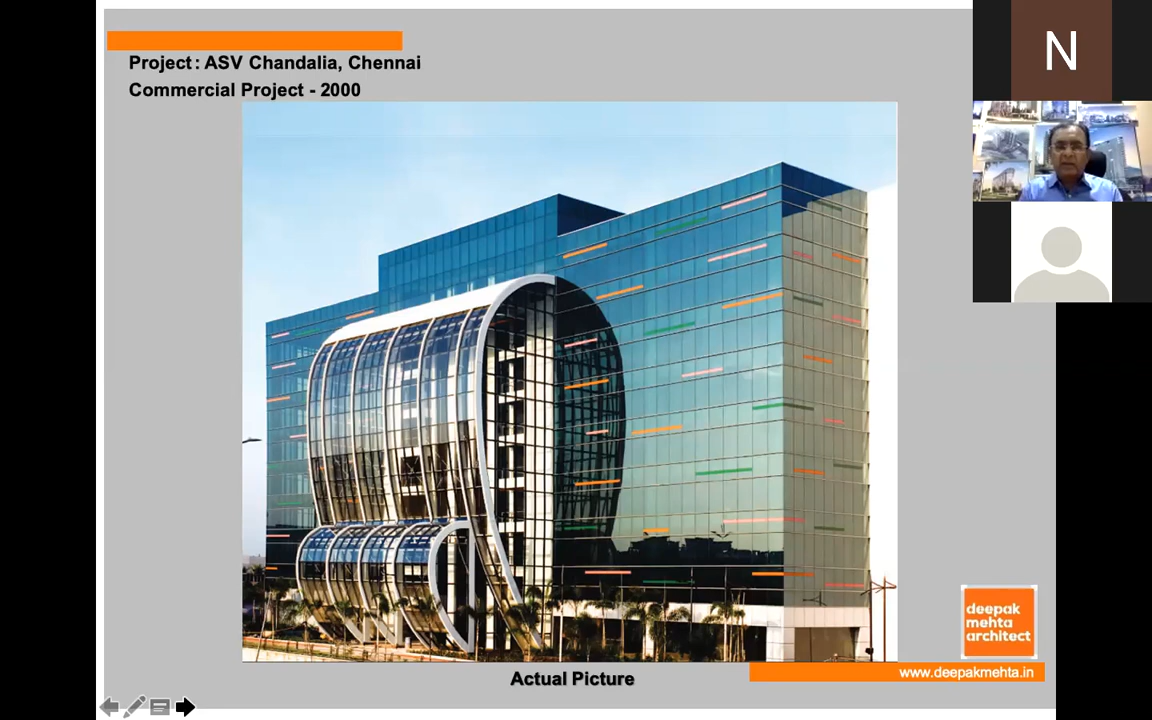 Project: ASV Chandalia, Chennai
Commercial Project - 2000
N
deepak
mehta
architect
www.deepakmehta.in
Actual Picture